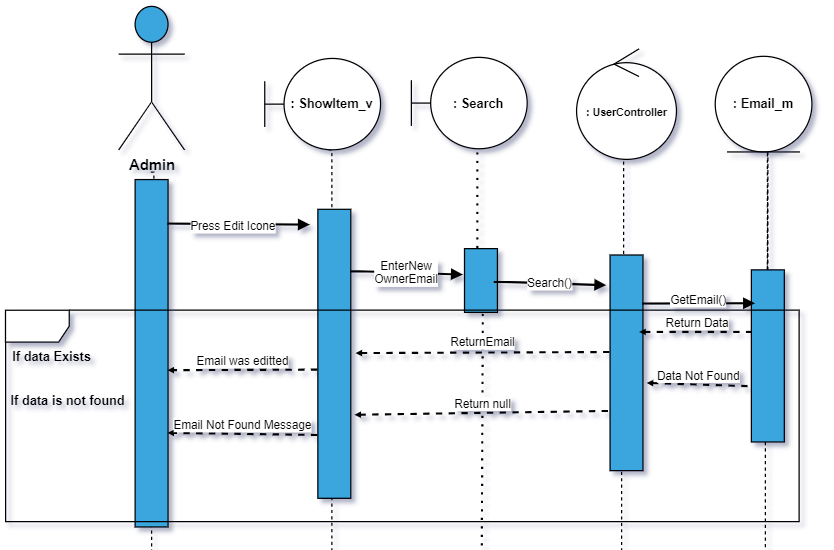 : ShowItem_v
: Search
: UserController
: Email_m
Admin
Press Edit Icone
EnterNew
OwnerEmail
Search()
GetEmail()
Return Data
ReturnEmail
If data Exists
Email was editted
Data Not Found
If data is not found
Return null
Email Not Found Message